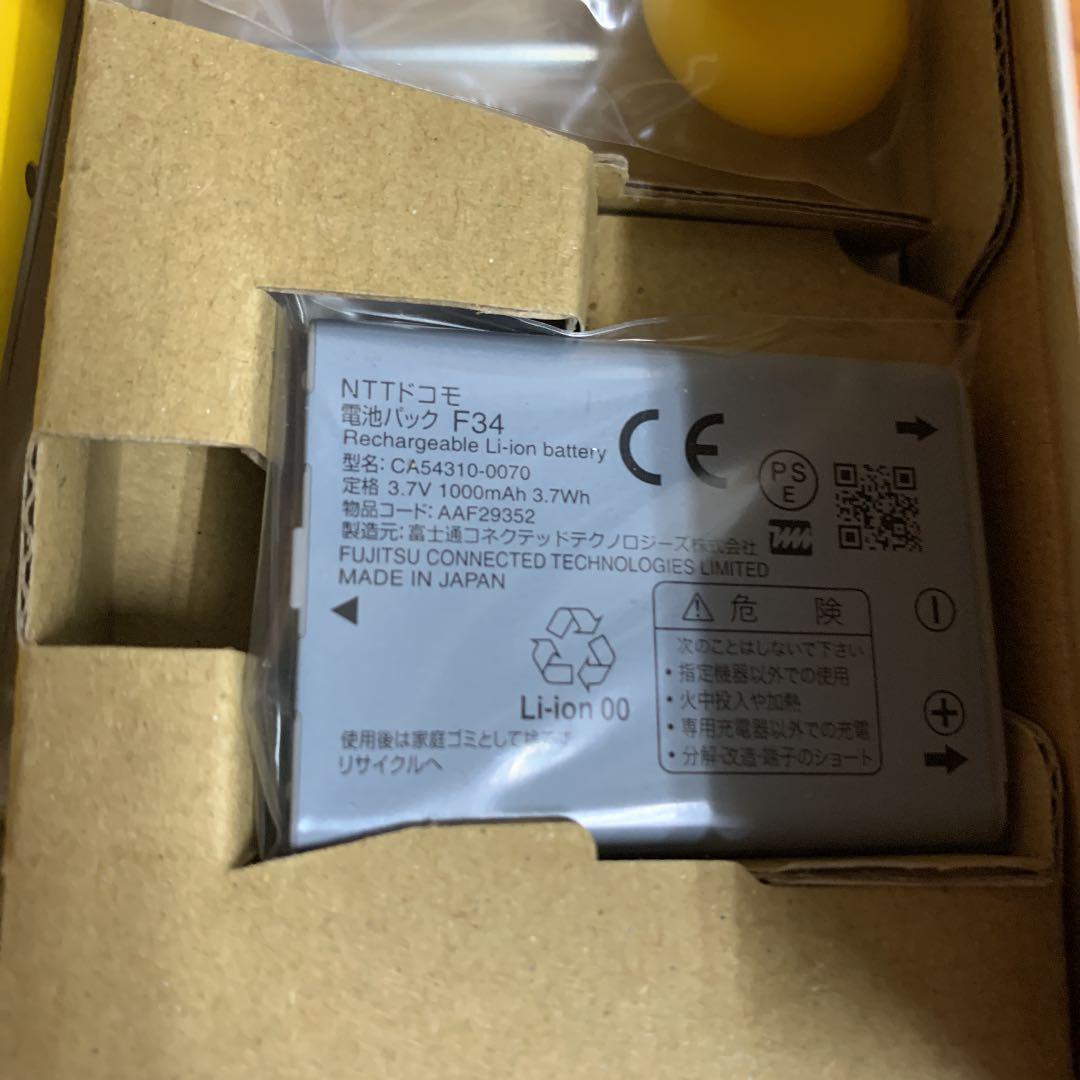 NTTドコモ
電池パック F34
Rechargeable Li-ion battery
型名: CA54310-0070
定格 3.7V 1000mAh 3.7Wh
物品コード: AAF29352
製造元: 富士通コネクテッドテクノロジーズ株式会社
FUJITSU CONNECTED TECHNOLOGIES LIMITED
MADE IN JAPAN
CE
PS
E
Li-ion 00
使用後は家庭ゴミとして捨てず
リサイクルへ
危 険
次のことはしないで下さい
・指定機器以外での使用
・火中投入や加熱
・専用充電器以外での充電
・分解・改造・端子のショート